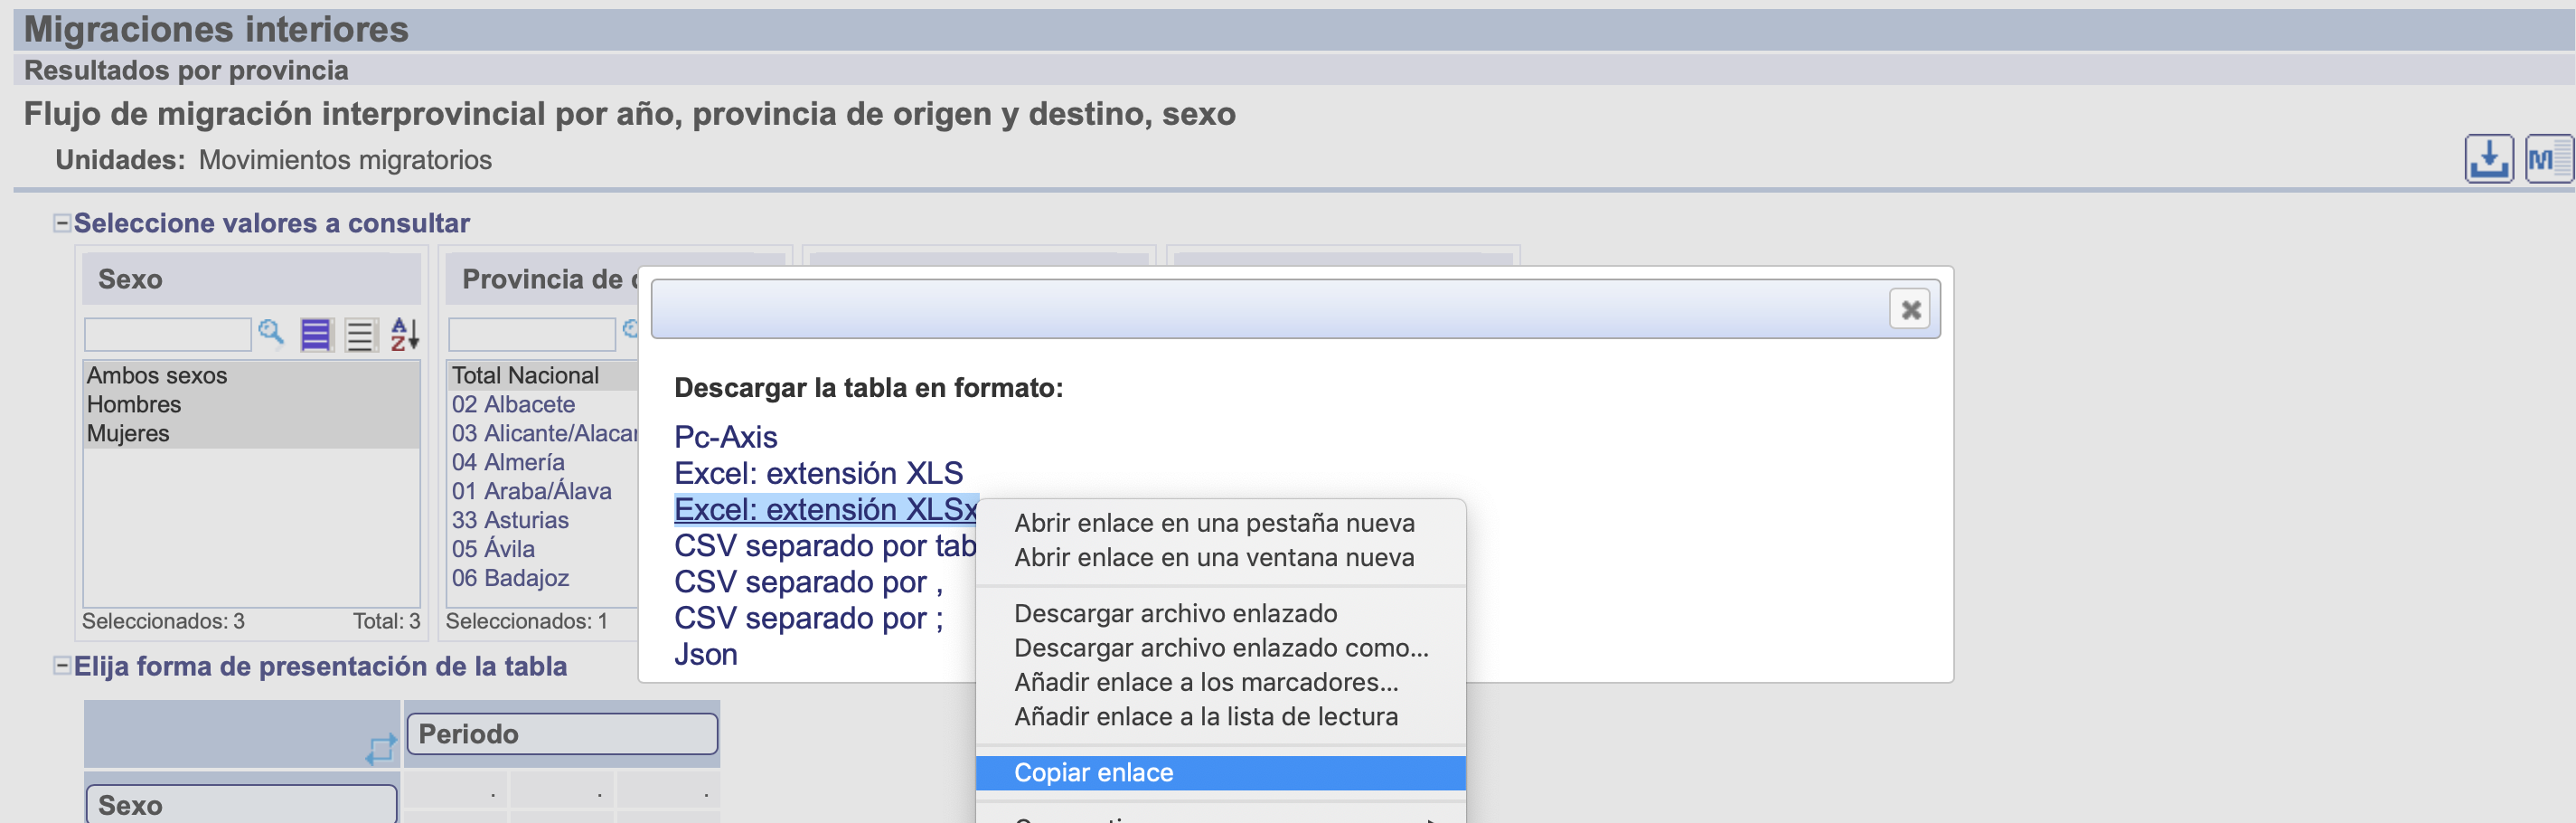 Migraciones interiores
Resultados por provincia
Flujo de migración interprovincial por año, provincia de origen y destino, sexo
Unidades: Movimientos migratorios
M
Seleccione valores a consultar
Sexo
A
Z
Ambos sexos
Hombres
Mujeres
Seleccionados: 3 Total: 3
Provincia de
Total Nacional
02 Albacete
03 Alicante/Alacan
04 Almería
01 Araba/Álava
33 Asturias
05 Ávila
06 Badajoz
Seleccionados: 1
Descargar la tabla en formato:
Pc-Axis
Excel: extensión XLS
Excel: extensión XLSx
CSV separado por tab
CSV separado por ,
CSV separado por ;
Json
Abrir enlace en una pestaña nueva
Abrir enlace en una ventana nueva
Descargar archivo enlazado
Descargar archivo enlazado como...
Añadir enlace a los marcadores...
Añadir enlace a la lista de lectura
Copiar enlace
Elija forma de presentación de la tabla
Periodo
Sexo
. . .